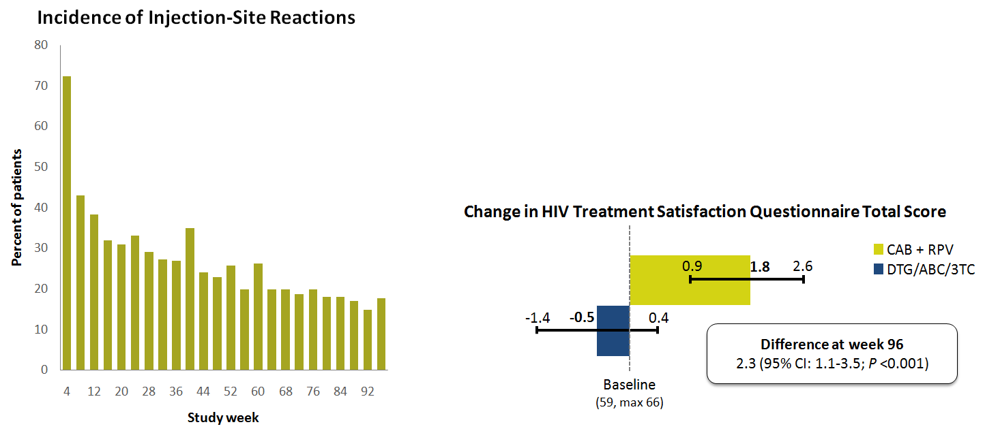 Incidence of Injection-Site Reactions
80
70
60
50
40
30
20
10
0
Percent of patients
4 12 20 28 36 44 52 60 68 76 84 92
Study week
Change in HIV Treatment Satisfaction Questionnaire Total Score
CAB + RPV
DTG/ABC/3TC
0.9 1.8 2.6
-1.4 -0.5 0.4
Baseline
(59, max 66)
Difference at week 96
2.3 (95% CI: 1.1-3.5; P <0.001)